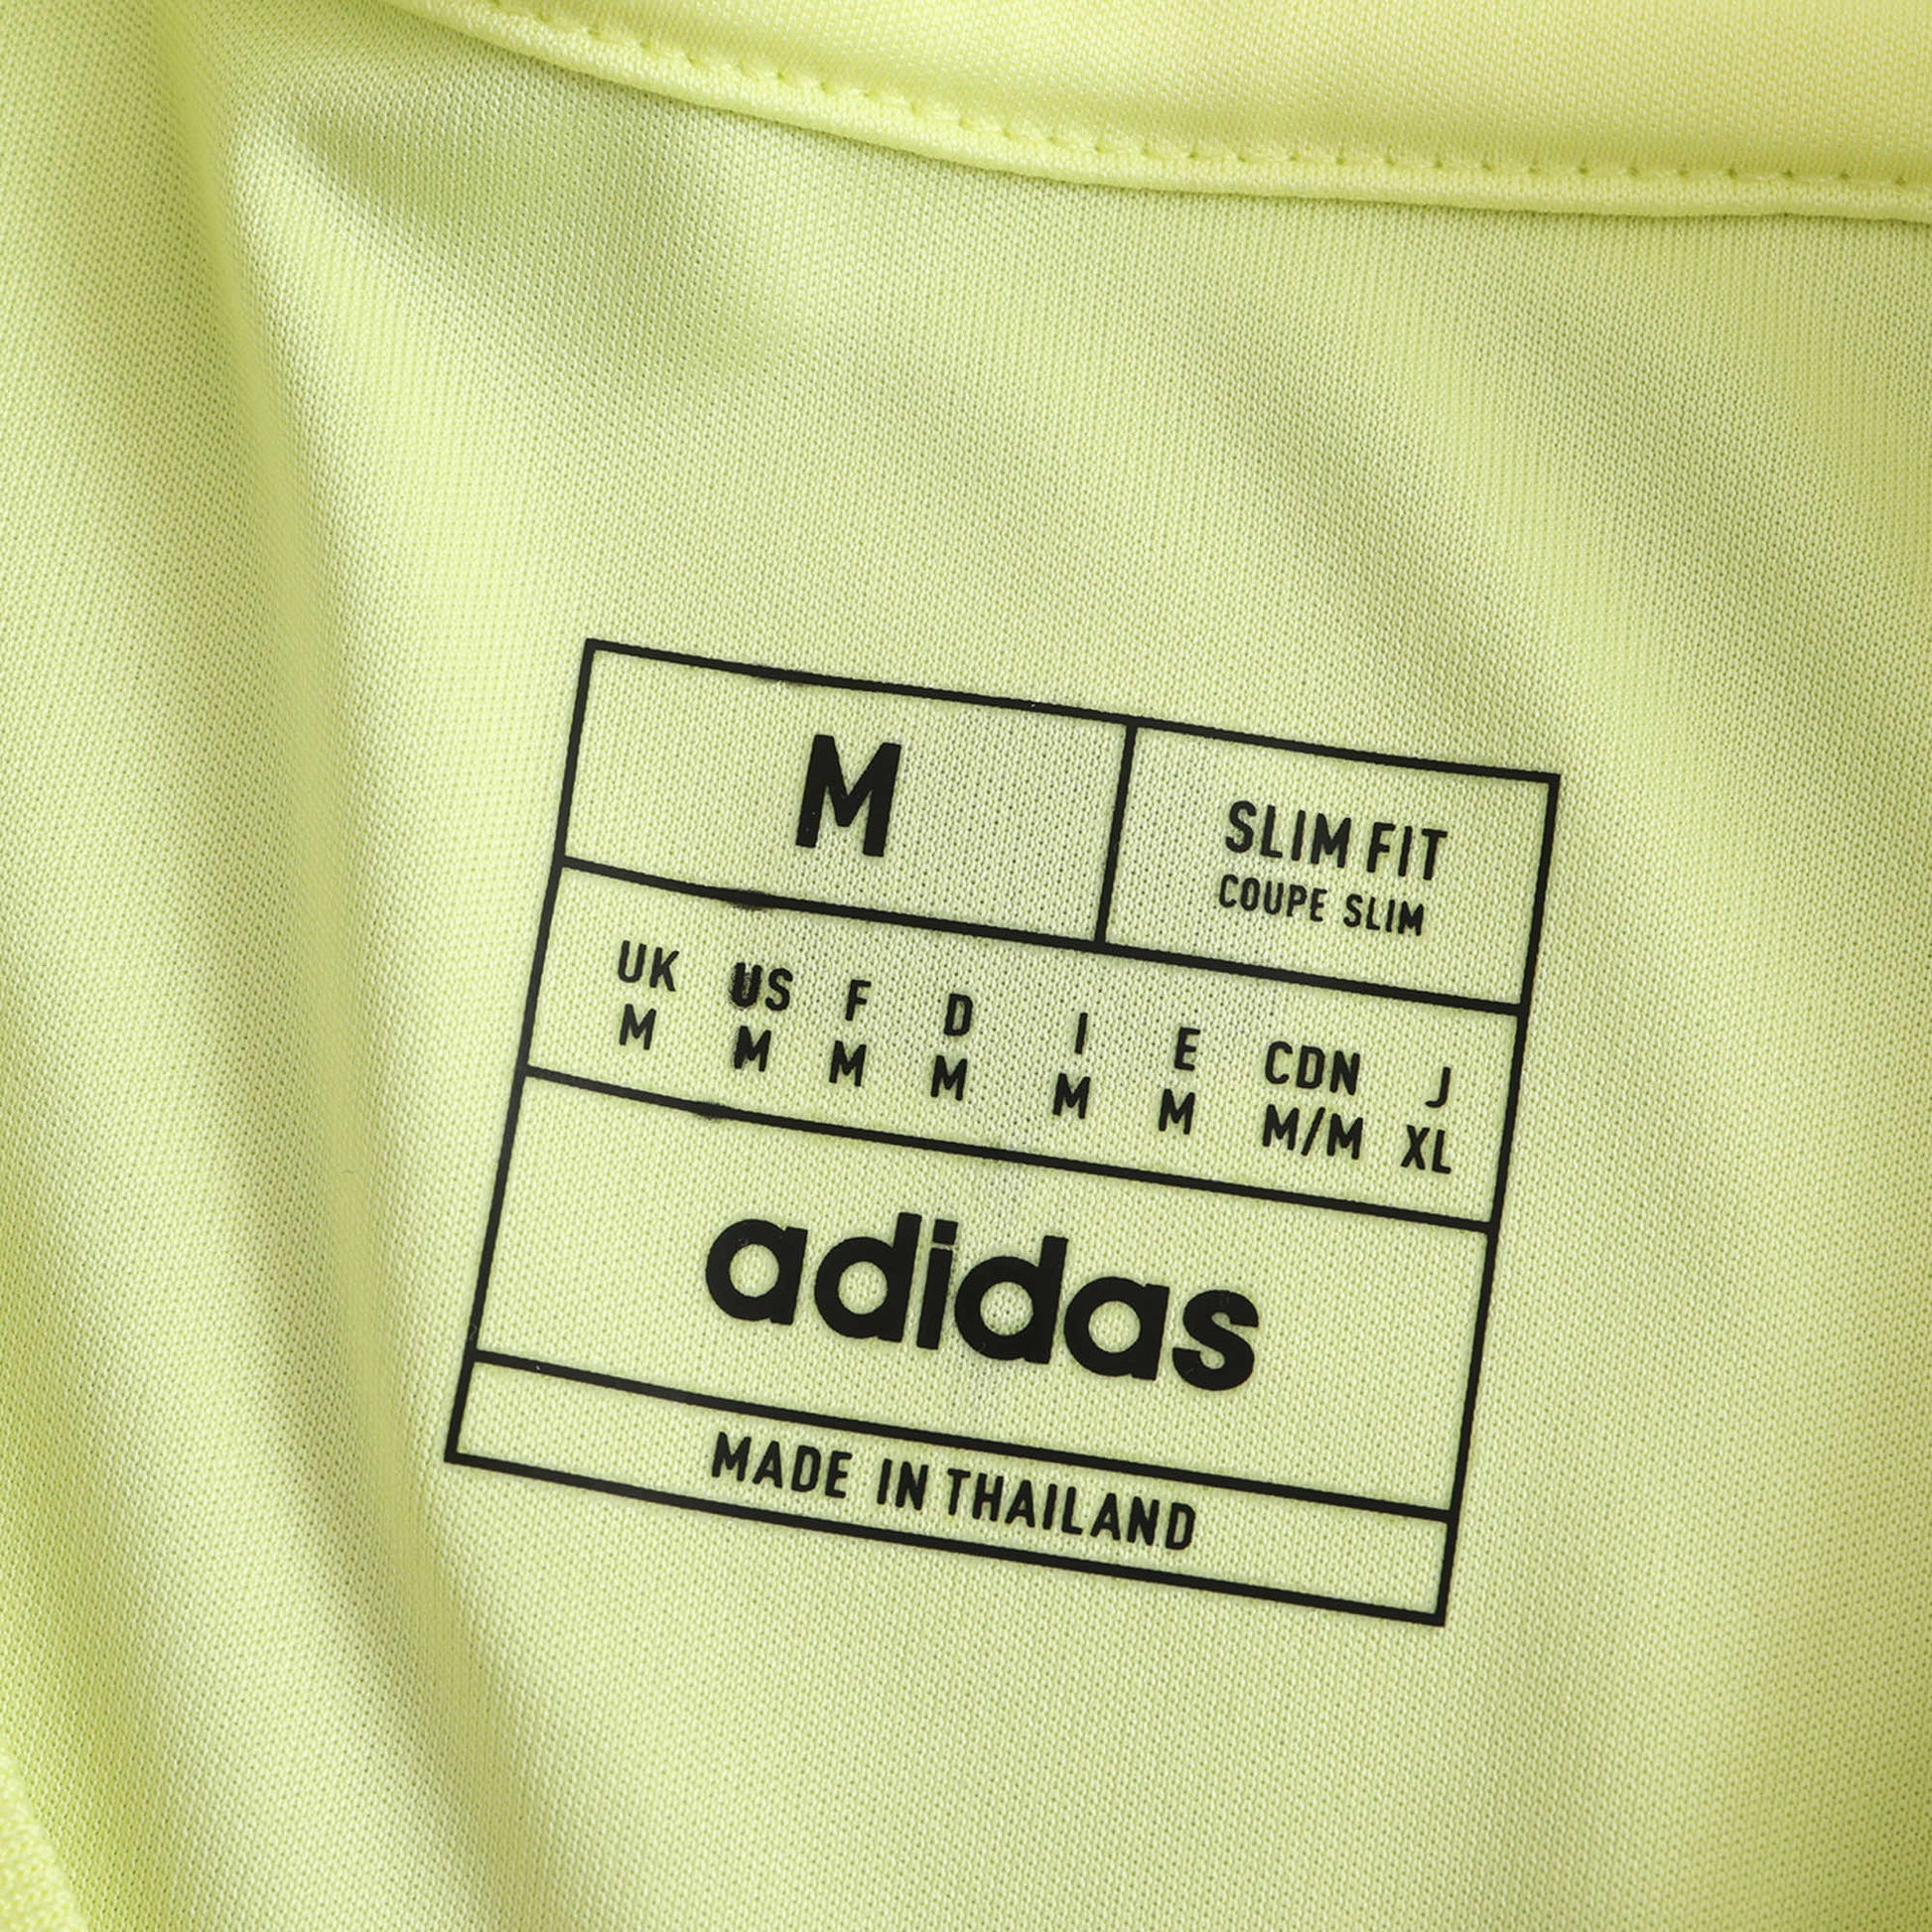 M
SLIM FIT
COUPE SLIM
UK US F D I E CDN J
M M M M M M M/M XL
adidas
MADE IN THAILAND